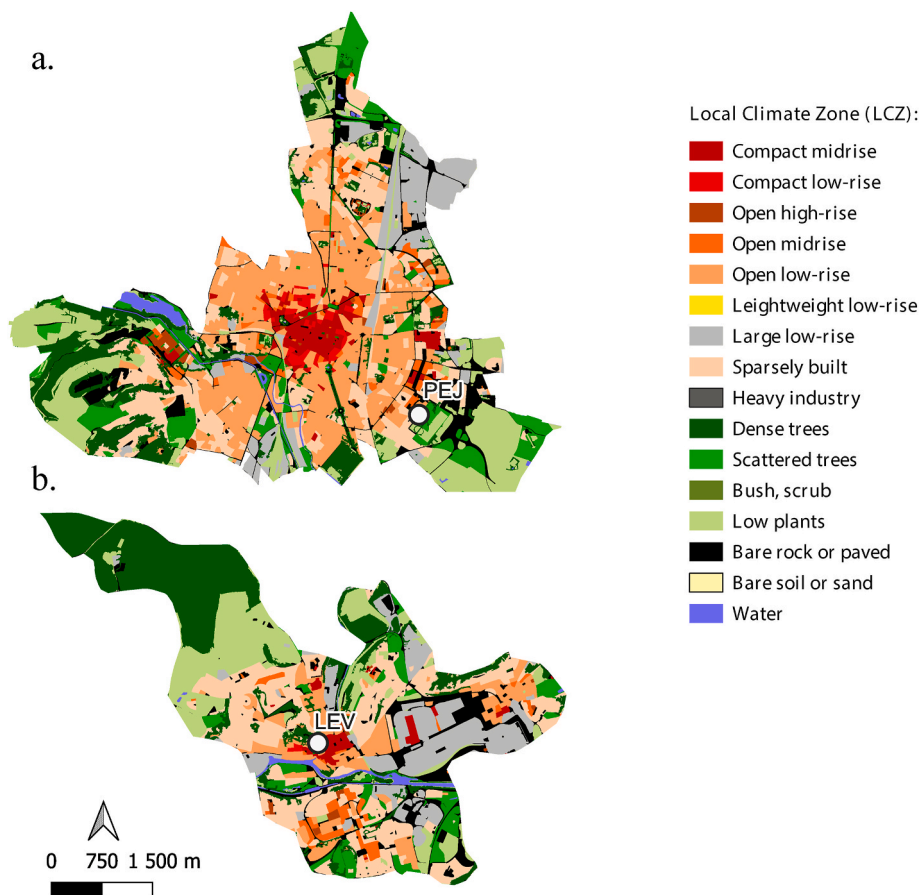 a.
PEJ
b.
LEV
0 750 1 500 m
Local Climate Zone (LCZ):
Compact midrise
Compact low-rise
Open high-rise
Open midrise
Open low-rise
Leightweight low-rise
Large low-rise
Sparsely built
Heavy industry
Dense trees
Scattered trees
Bush, scrub
Low plants
Bare rock or paved
Bare soil or sand
Water